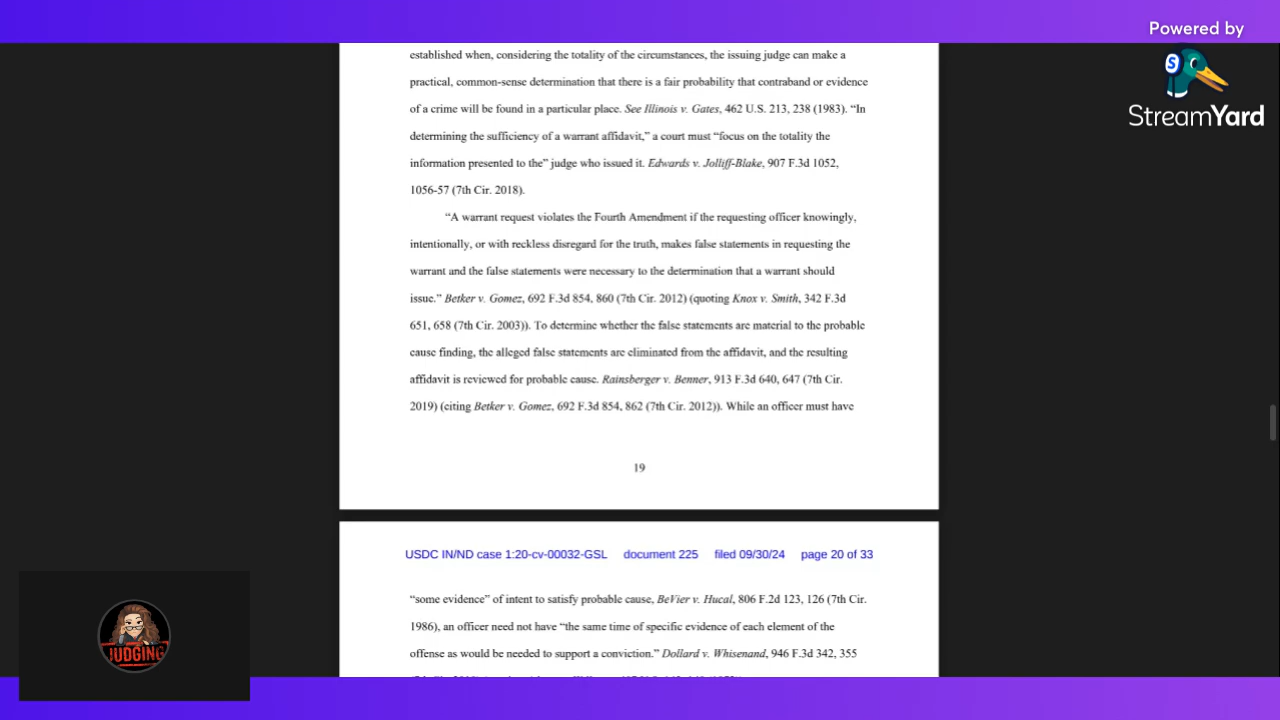 Powered by
StreamYard
established when, considering the totality of the circumstances, the issuing judge can make a
practical, common-sense determination that there is a fair probability that contraband or evidence
of a crime will be found in a particular place. See Illinois v. Gates, 462 U.S. 213, 238 (1983). “In
determining the sufficiency of a warrant affidavit,” a court must “focus on the totality the
information presented to the” judge who issued it. Edwards v. Jolliff-Blake, 907 F.3d 1052,
1056-57 (7th Cir. 2018).
“A warrant request violates the Fourth Amendment if the requesting officer knowingly,
intentionally, or with reckless disregard for the truth, makes false statements in requesting the
warrant and the false statements were necessary to the determination that a warrant should
issue.” Betker v. Gomez, 692 F.3d 854, 860 (7th Cir. 2012) (quoting Knox v. Smith, 342 F.3d
651, 658 (7th Cir. 2003)). To determine whether the false statements are material to the probable
cause finding, the alleged false statements are eliminated from the affidavit, and the resulting
affidavit is reviewed for probable cause. Rainsberger v. Benner, 913 F.3d 640, 647 (7th Cir.
2019) (citing Betker v. Gomez, 692 F.3d 854, 862 (7th Cir. 2012)). While an officer must have
19
USDC IN/ND case 1:20-cv-00032-GSL document 225 filed 09/30/24 page 20 of 33
“some evidence” of intent to satisfy probable cause, BeVier v. Hucal, 806 F.2d 123, 126 (7th Cir.
1986), an officer need not have “the same time of specific evidence of each element of the
offense as would be needed to support a conviction.” Dollard v. Whisenand, 946 F.3d 342, 355
JUDGING